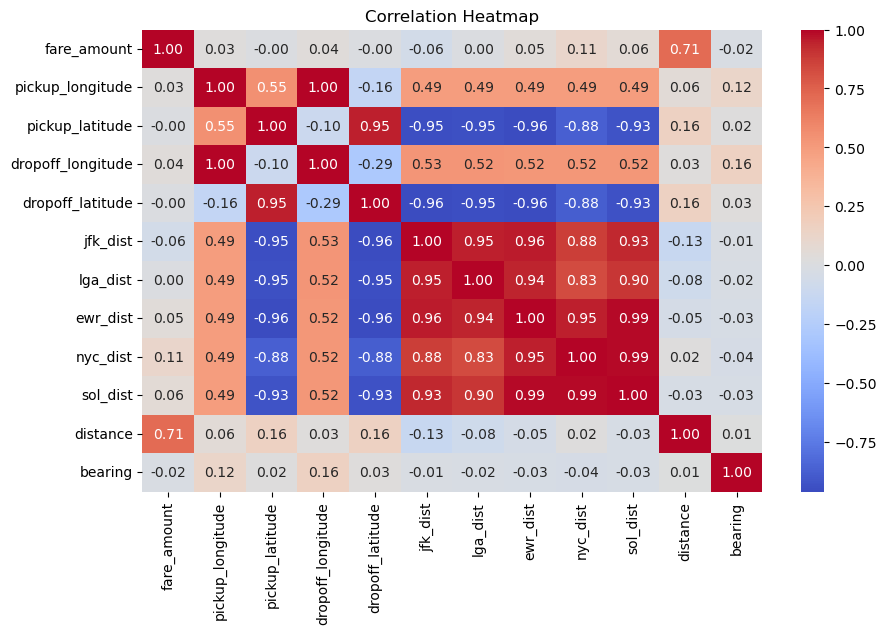 Correlation Heatmap
fare_amount 1.00 0.03 -0.00 0.04 -0.00 -0.06 0.00 0.05 0.11 0.06 0.71 -0.02
pickup_longitude 0.03 1.00 0.55 1.00 -0.16 0.49 0.49 0.49 0.49 0.49 0.06 0.12
pickup_latitude -0.00 0.55 1.00 -0.10 0.95 -0.95 -0.95 -0.96 -0.88 -0.93 0.16 0.02
dropoff_longitude 0.04 1.00 -0.10 1.00 -0.29 0.53 0.52 0.52 0.52 0.52 0.03 0.16
dropoff_latitude -0.00 -0.16 0.95 -0.29 1.00 -0.96 -0.95 -0.96 -0.88 -0.93 0.16 0.03
jfk_dist -0.06 0.49 -0.95 0.53 -0.96 1.00 0.95 0.96 0.88 0.93 -0.13 -0.01
lga_dist 0.00 0.49 -0.95 0.52 -0.95 0.95 1.00 0.94 0.83 0.90 -0.08 -0.02
ewr_dist 0.05 0.49 -0.96 0.52 -0.96 0.96 0.94 1.00 0.95 0.99 -0.05 -0.03
nyc_dist 0.11 0.49 -0.88 0.52 -0.88 0.88 0.83 0.95 1.00 0.99 0.02 -0.04
sol_dist 0.06 0.49 -0.93 0.52 -0.93 0.93 0.90 0.99 0.99 1.00 -0.03 -0.03
distance 0.71 0.06 0.16 0.03 0.16 -0.13 -0.08 -0.05 0.02 -0.03 1.00 0.01
bearing -0.02 0.12 0.02 0.16 0.03 -0.01 -0.02 -0.03 -0.04 -0.03 0.01 1.00
fare_amount
pickup_longitude
pickup_latitude
dropoff_longitude
dropoff_latitude
jfk_dist
lga_dist
ewr_dist
nyc_dist
sol_dist
distance
bearing
1.00
0.75
0.50
0.25
0.00
-0.25
-0.50
-0.75